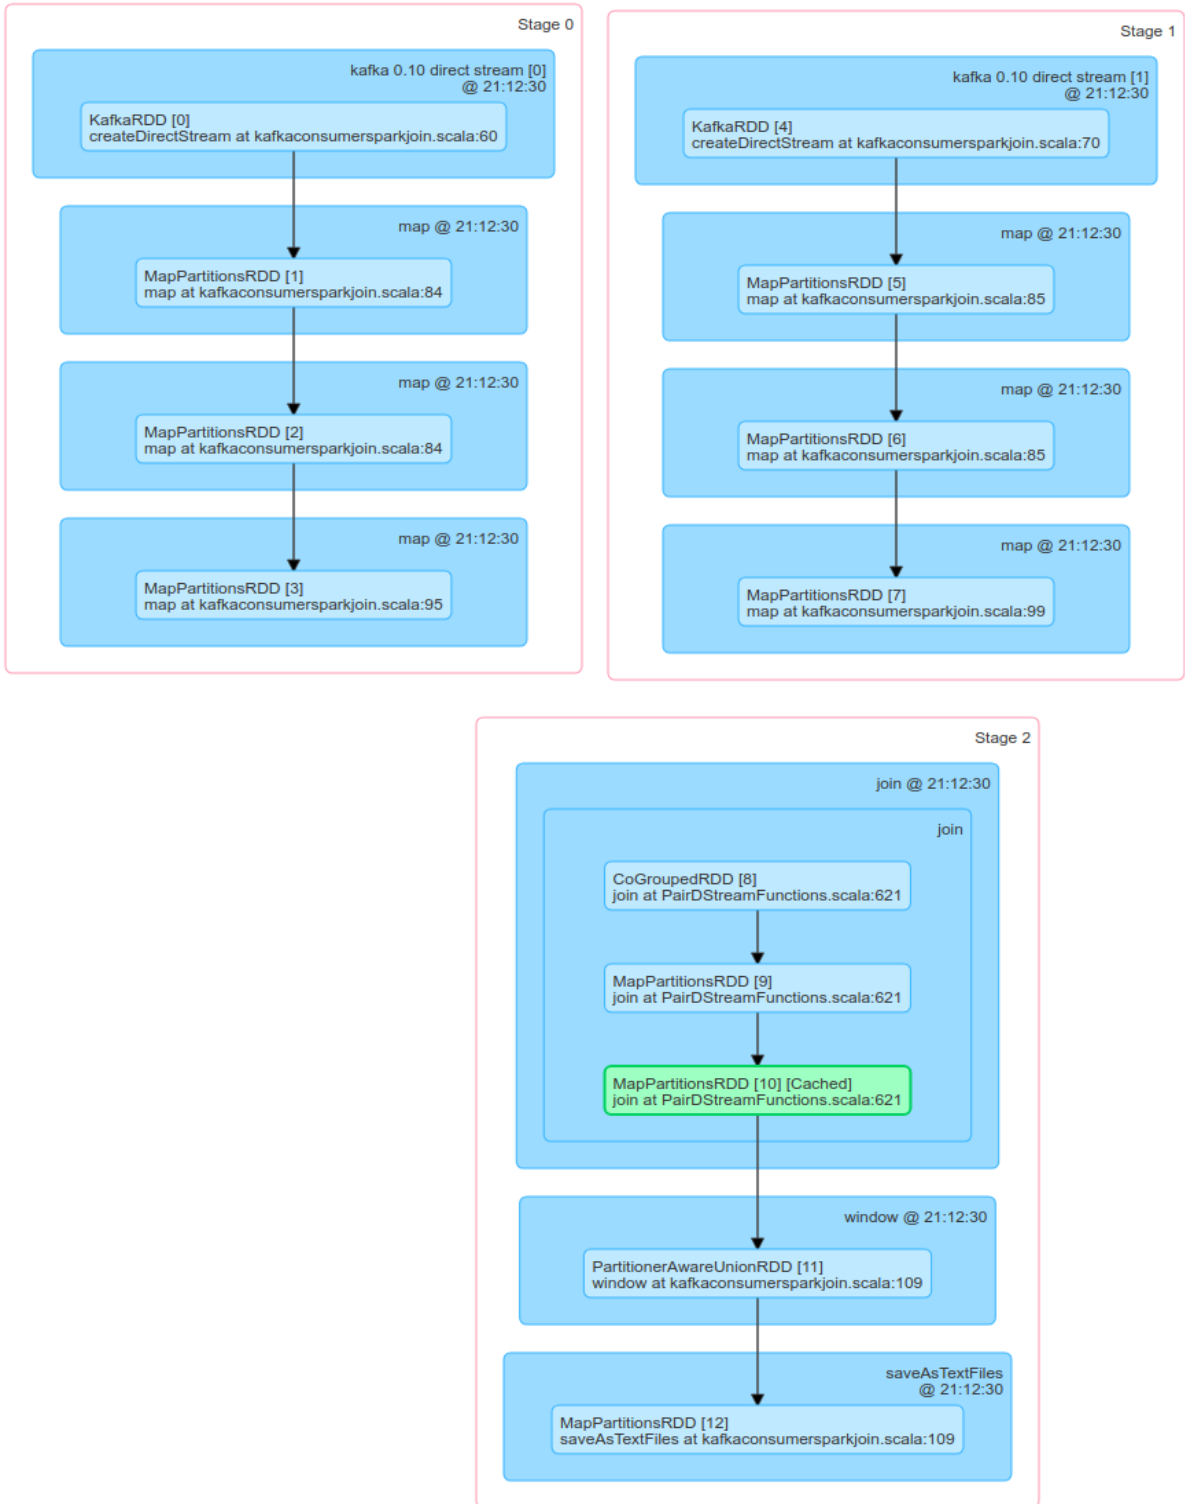 Stage 0
kafka 0.10 direct stream [0]
@ 21:12:30
KafkaRDD [0]
createDirectStream at kafkaconsumersparkjoin.scala:60
map @ 21:12:30
MapPartitionsRDD [1]
map at kafkaconsumersparkjoin.scala:84
map @ 21:12:30
MapPartitionsRDD [2]
map at kafkaconsumersparkjoin.scala:84
map @ 21:12:30
MapPartitionsRDD [3]
map at kafkaconsumersparkjoin.scala:95
Stage 1
kafka 0.10 direct stream [1]
@ 21:12:30
KafkaRDD [4]
createDirectStream at kafkaconsumersparkjoin.scala:70
map @ 21:12:30
MapPartitionsRDD [5]
map at kafkaconsumersparkjoin.scala:85
map @ 21:12:30
MapPartitionsRDD [6]
map at kafkaconsumersparkjoin.scala:85
map @ 21:12:30
MapPartitionsRDD [7]
map at kafkaconsumersparkjoin.scala:99
Stage 2
join @ 21:12:30
join
CoGroupedRDD [8]
join at PairDStreamFunctions.scala:621
MapPartitionsRDD [9]
join at PairDStreamFunctions.scala:621
MapPartitionsRDD [10] [Cached]
join at PairDStreamFunctions.scala:621
window @ 21:12:30
PartitionerAwareUnionRDD [11]
window at kafkaconsumersparkjoin.scala:109
saveAsTextFiles
@ 21:12:30
MapPartitionsRDD [12]
saveAsTextFiles at kafkaconsumersparkjoin.scala:109